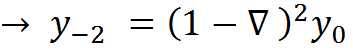 → y₋₂ = (1 − ∇ )²y₀